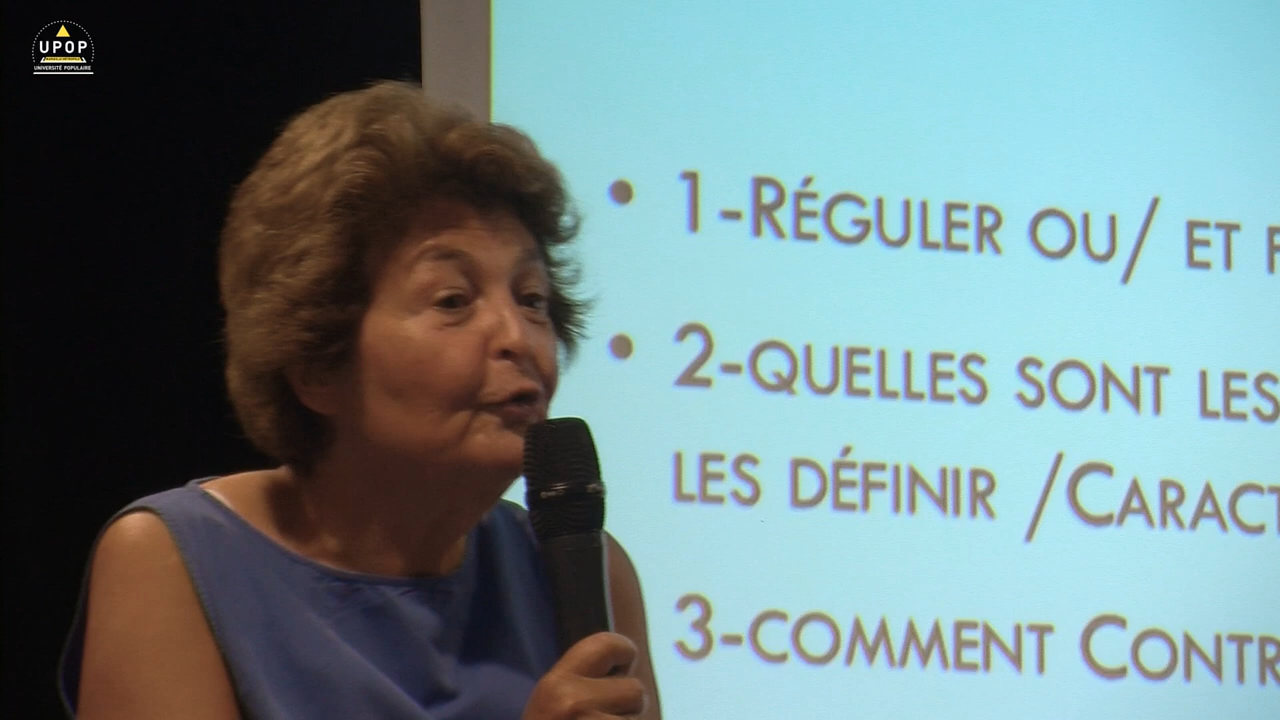 UPOP
UNIVERSITÉ POPULAIRE
• 1-RÉGULER OU/ ET
• 2-QUELLES SONT LES
LES DÉFINIR /CARACT
3-COMMENT CONTR